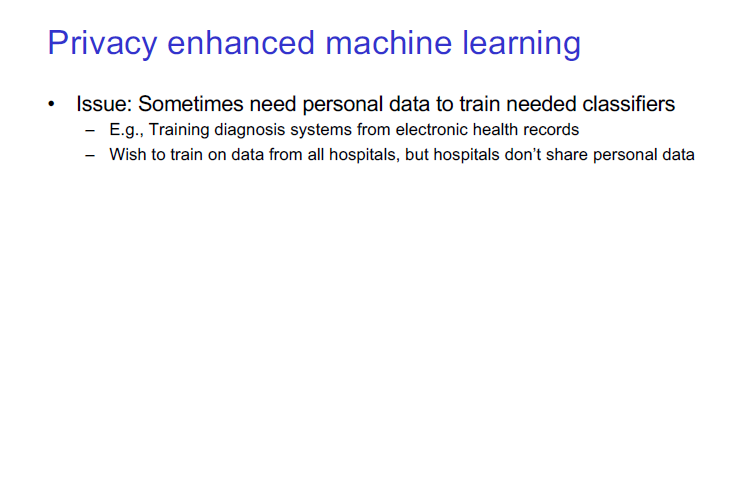 Privacy enhanced machine learning
• Issue: Sometimes need personal data to train needed classifiers
– E.g., Training diagnosis systems from electronic health records
– Wish to train on data from all hospitals, but hospitals don’t share personal data